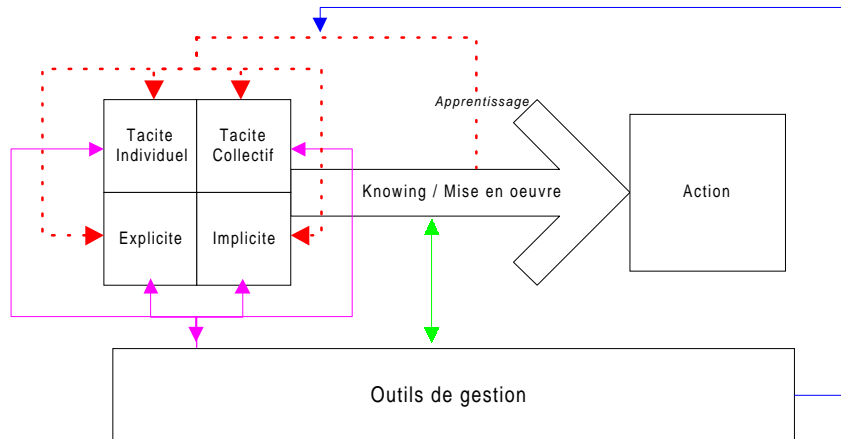 Apprentissage
Tacite
Individuel
Tacite
Collectif
Knowing / Mise en oeuvre
Action
Explicite
Implicite
Outils de gestion